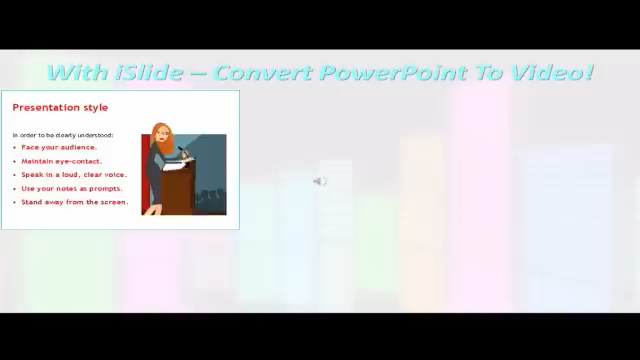 With iSlide – Convert PowerPoint To Video!
Presentation style
In order to be clearly understood:
• Face your audience.
• Maintain eye-contact.
• Speak in a loud, clear voice.
• Use your notes as prompts.
• Stand away from the screen.